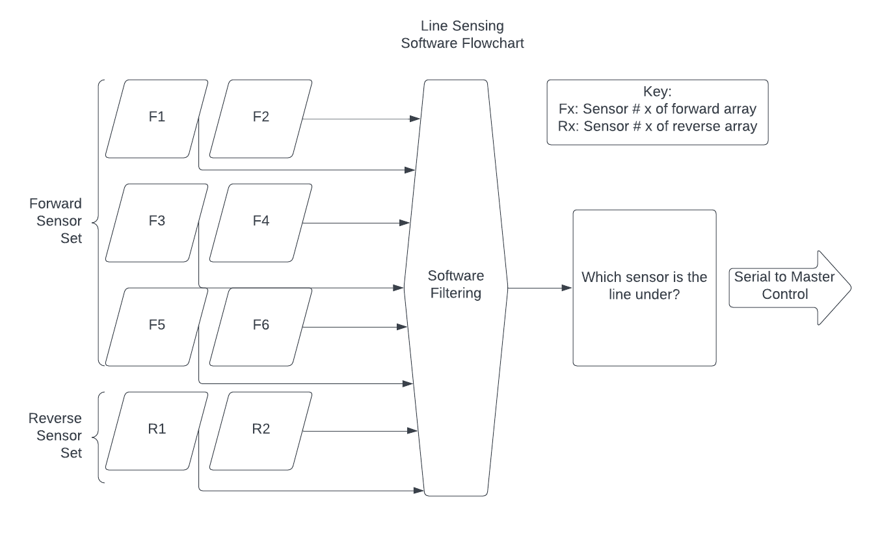 Line Sensing
Software Flowchart
Key:
Fx: Sensor # x of forward array
Rx: Sensor # x of reverse array
F1
F2
Forward
Sensor
Set
F3
F4
F5
F6
Software
Filtering
Which sensor is the
line under?
Serial to Master
Control
Reverse
Sensor
Set
R1
R2